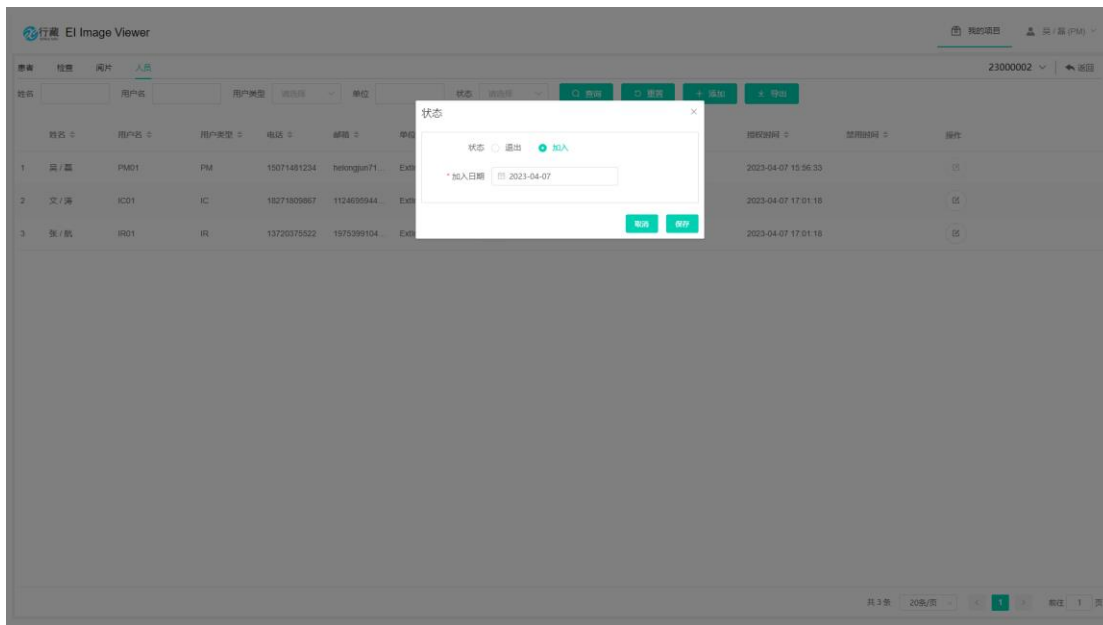 行藏 EI Image Viewer
我的项目 吴/磊 (PM)
患者 检查 阅片 人员 23000002 返回
姓名 用户名 用户类型 请选择 单位 状态 请选择 查询 重置 + 添加 导出
状态 ×
姓名 用户名 用户类型 电话 邮箱 单位 授权时间 禁用时间 操作
状态 退出 加入
1 吴/磊 PM01 PM 15071481234 helongjun71... 2023-04-07 15:56:33
* 加入日期 2023-04-07
2 文/涛 IC01 IC 18271809867 1124695944... 2023-04-07 17:01:18
取消 保存
3 张/航 IR01 IR 13720375522 1975399104... 2023-04-07 17:01:18
共 3 条 20条/页 < 1 > 前往 1 页